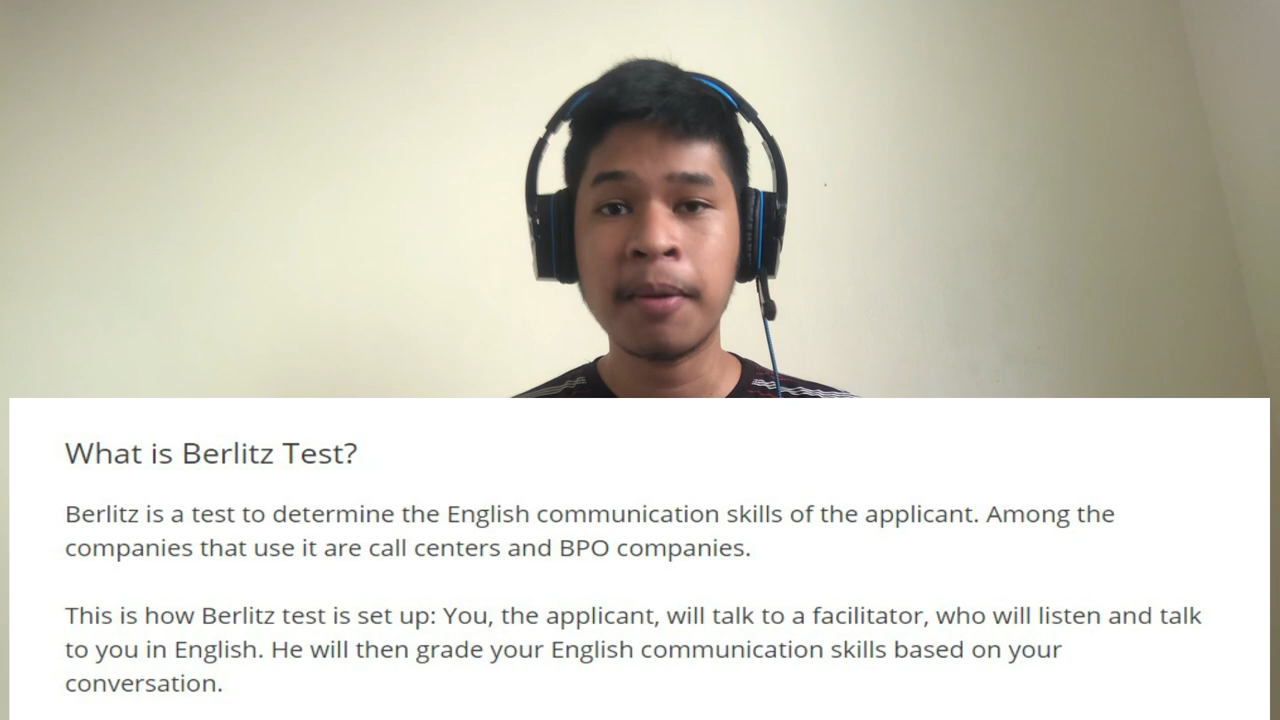 What is Berlitz Test?
Berlitz is a test to determine the English communication skills of the applicant. Among the
companies that use it are call centers and BPO companies.
This is how Berlitz test is set up: You, the applicant, will talk to a facilitator, who will listen and talk
to you in English. He will then grade your English communication skills based on your
conversation.